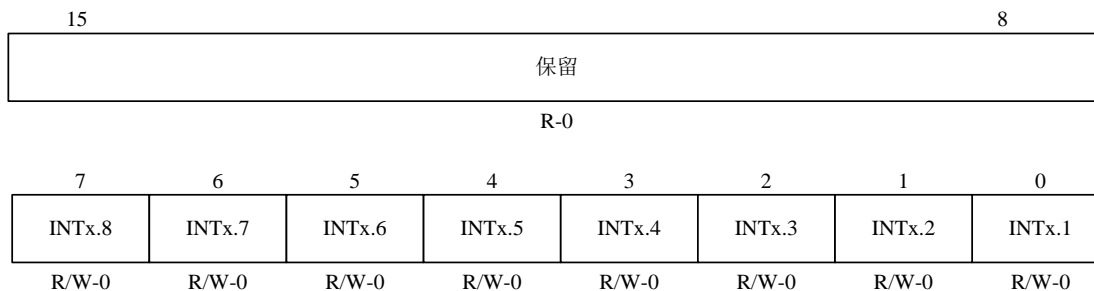 15 8
保留
R-0
7 6 5 4 3 2 1 0
INTx.8 INTx.7 INTx.6 INTx.5 INTx.4 INTx.3 INTx.2 INTx.1
R/W-0 R/W-0 R/W-0 R/W-0 R/W-0 R/W-0 R/W-0 R/W-0